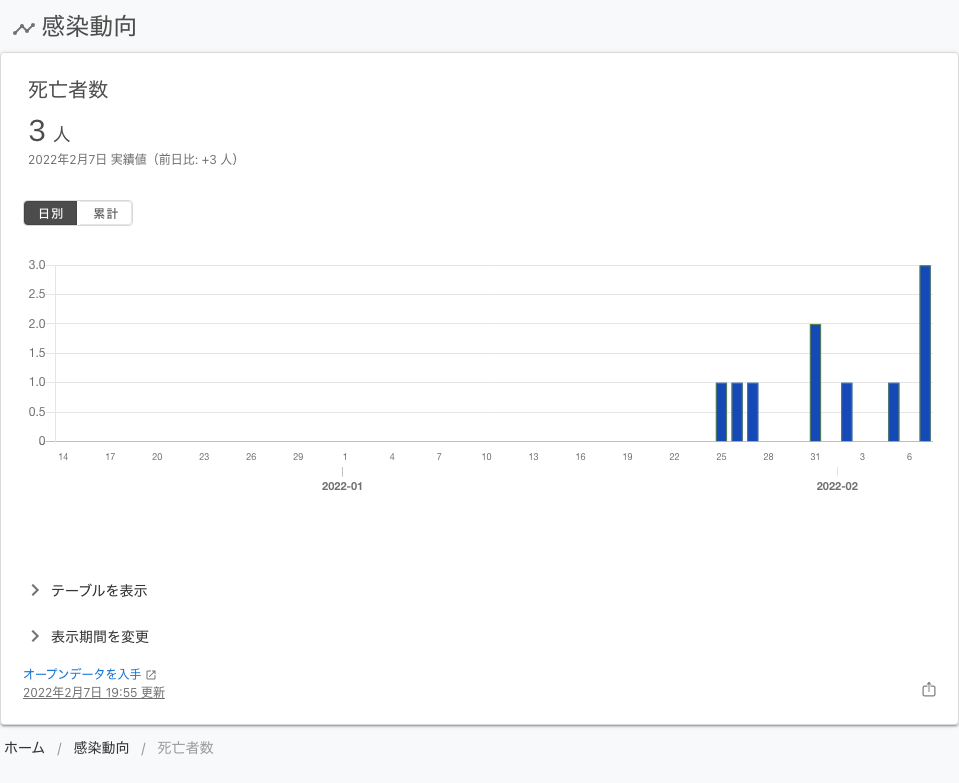 感染動向
死亡者数
3 人
2022年2月7日 実績値（前日比: +3 人）
日別 累計
3.0
2.5
2.0
1.5
1.0
0.5
0
14 17 20 23 26 29 1 4 7 10 13 16 19 22 25 28 31 3 6
2022-01 2022-02
テーブルを表示
表示期間を変更
オープンデータを入手
2022年2月7日 19:55 更新
ホーム / 感染動向 / 死亡者数